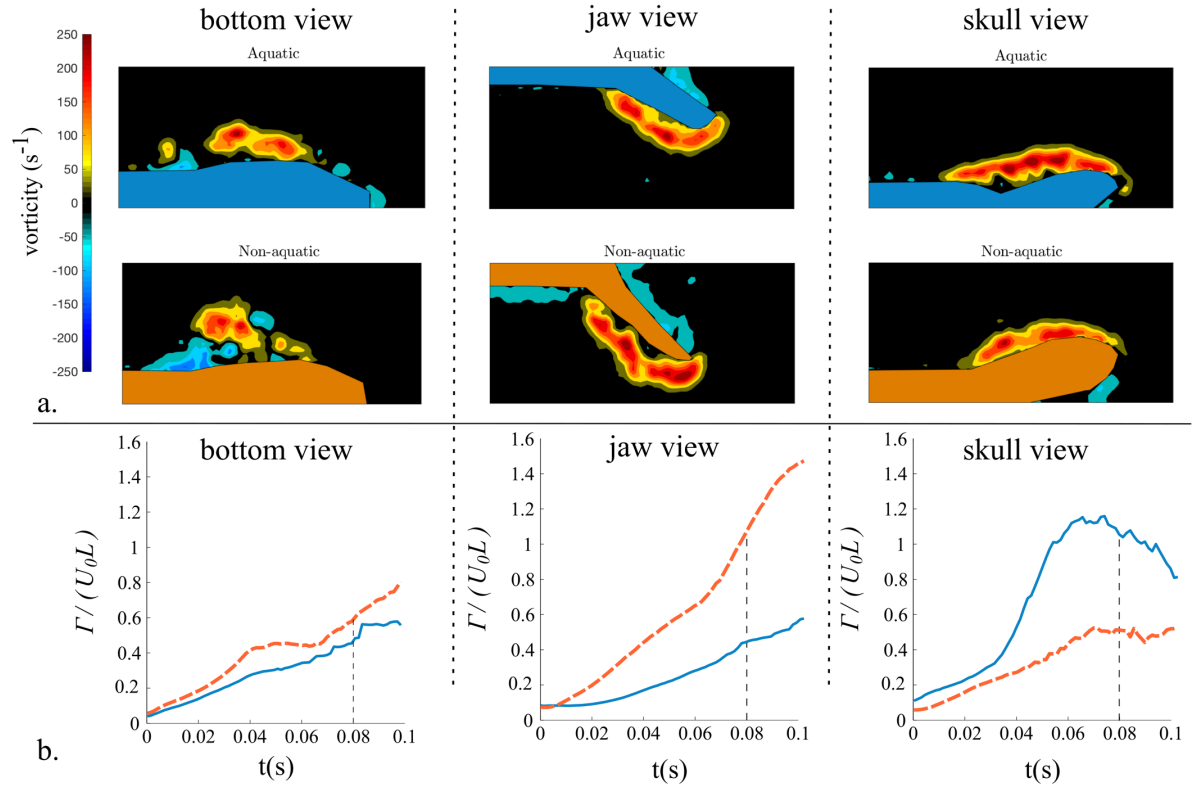 bottom view
jaw view
skull view
Aquatic
Aquatic
Aquatic
vorticity (s⁻¹)
250
200
150
100
50
0
-50
-100
-150
-200
-250
Non-aquatic
Non-aquatic
Non-aquatic
a.
bottom view
jaw view
skull view
Γ / ( U₀L )
1.6
1.4
1.2
1
0.8
0.6
0.4
0.2
0
0 0.02 0.04 0.06 0.08 0.1
t(s)
Γ / ( U₀L )
1.6
1.4
1.2
1
0.8
0.6
0.4
0.2
0
0 0.02 0.04 0.06 0.08 0.1
t(s)
Γ / ( U₀L )
1.6
1.4
1.2
1
0.8
0.6
0.4
0.2
0
0 0.02 0.04 0.06 0.08 0.1
t(s)
b.